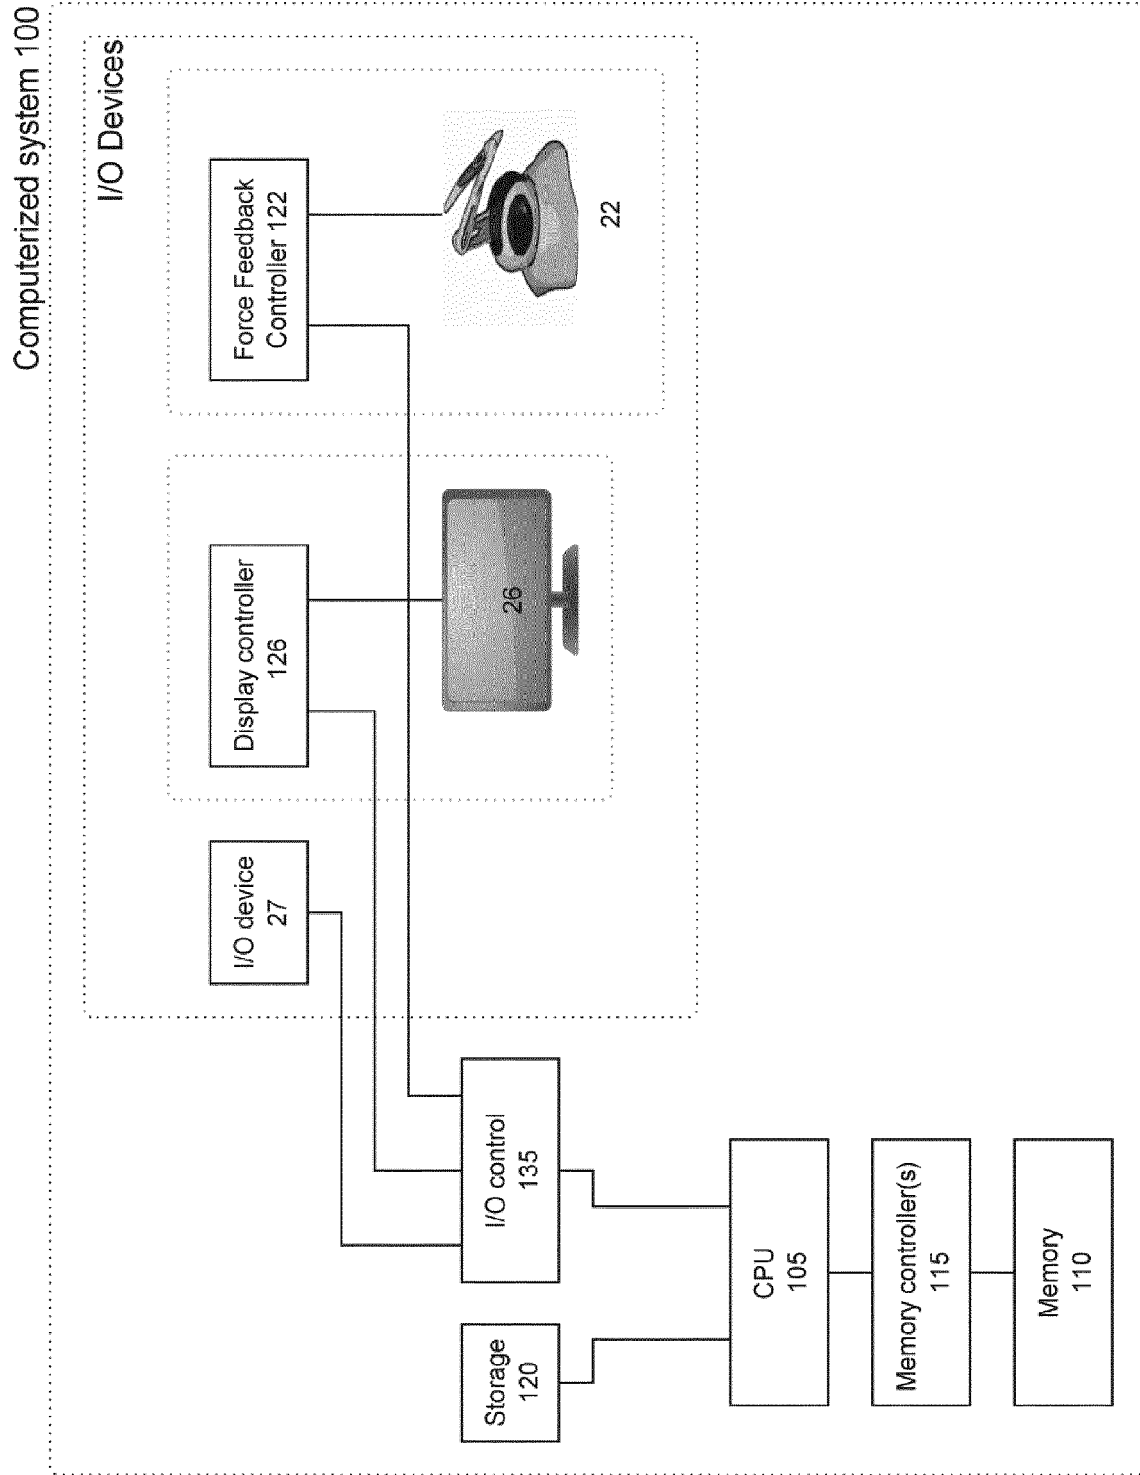 Computerized system 100
I/O Devices
Storage
120
I/O control
135
I/O device
27
Display controller
126
Force Feedback
Controller 122
26
22
CPU
105
Memory controller(s)
115
Memory
110